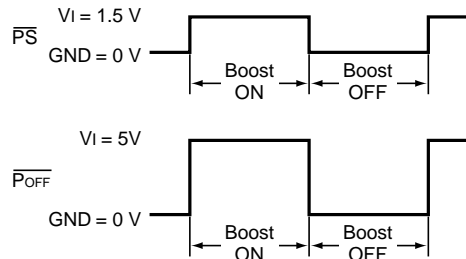 VI = 1.5 V
PS
GND = 0 V
Boost ON
Boost OFF
VI = 5V
POFF
GND = 0 V
Boost ON
Boost OFF